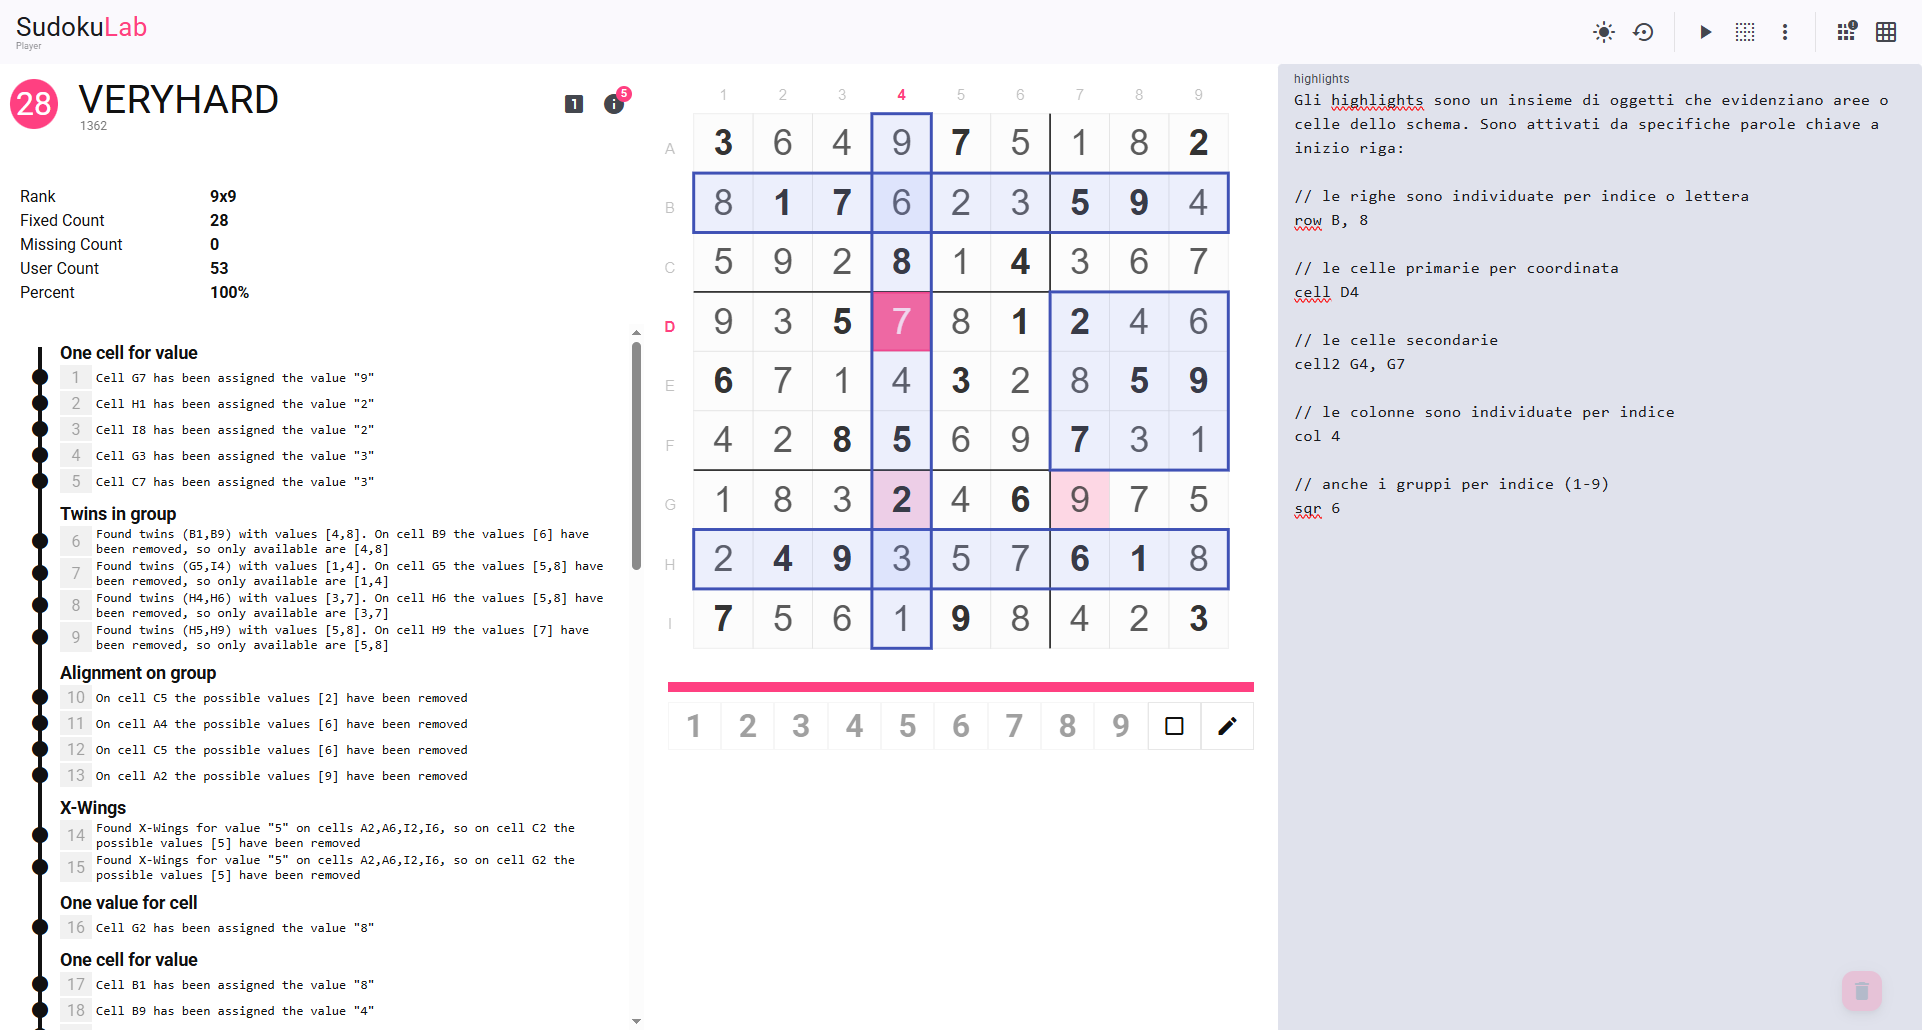 SudokuLab
Player
28 VERYHARD
1362
1
5
Rank 9x9
Fixed Count 28
Missing Count 0
User Count 53
Percent 100%
One cell for value
1 Cell G7 has been assigned the value "9"
2 Cell H1 has been assigned the value "2"
3 Cell I8 has been assigned the value "2"
4 Cell G3 has been assigned the value "3"
5 Cell C7 has been assigned the value "3"
Twins in group
6 Found twins (B1,B9) with values [4,8]. On cell B9 the values [6] have
been removed, so only available are [4,8]
7 Found twins (G5,I4) with values [1,4]. On cell G5 the values [5,8] have
been removed, so only available are [1,4]
8 Found twins (H4,H6) with values [3,7]. On cell H6 the values [5,8] have
been removed, so only available are [3,7]
9 Found twins (H5,H9) with values [5,8]. On cell H9 the values [7] have
been removed, so only available are [5,8]
Alignment on group
10 On cell C5 the possible values [2] have been removed
11 On cell A4 the possible values [6] have been removed
12 On cell C5 the possible values [6] have been removed
13 On cell A2 the possible values [9] have been removed
X-Wings
14 Found X-Wings for value "5" on cells A2,A6,I2,I6, so on cell C2 the
possible values [5] have been removed
15 Found X-Wings for value "5" on cells A2,A6,I2,I6, so on cell G2 the
possible values [5] have been removed
One value for cell
16 Cell G2 has been assigned the value "8"
One cell for value
17 Cell B1 has been assigned the value "8"
18 Cell B9 has been assigned the value "4"
1 2 3 4 5 6 7 8 9
A 3 6 4 9 7 5 1 8 2
B 8 1 7 6 2 3 5 9 4
C 5 9 2 8 1 4 3 6 7
D 9 3 5 7 8 1 2 4 6
E 6 7 1 4 3 2 8 5 9
F 4 2 8 5 6 9 7 3 1
G 1 8 3 2 4 6 9 7 5
H 2 4 9 3 5 7 6 1 8
I 7 5 6 1 9 8 4 2 3
1 2 3 4 5 6 7 8 9
highlights
Gli highlights sono un insieme di oggetti che evidenziano aree o
celle dello schema. Sono attivati da specifiche parole chiave a
inizio riga:
// le righe sono individuate per indice o lettera
row B, 8
// le celle primarie per coordinata
cell D4
// le celle secondarie
cell2 G4, G7
// le colonne sono individuate per indice
col 4
// anche i gruppi per indice (1-9)
sqr 6